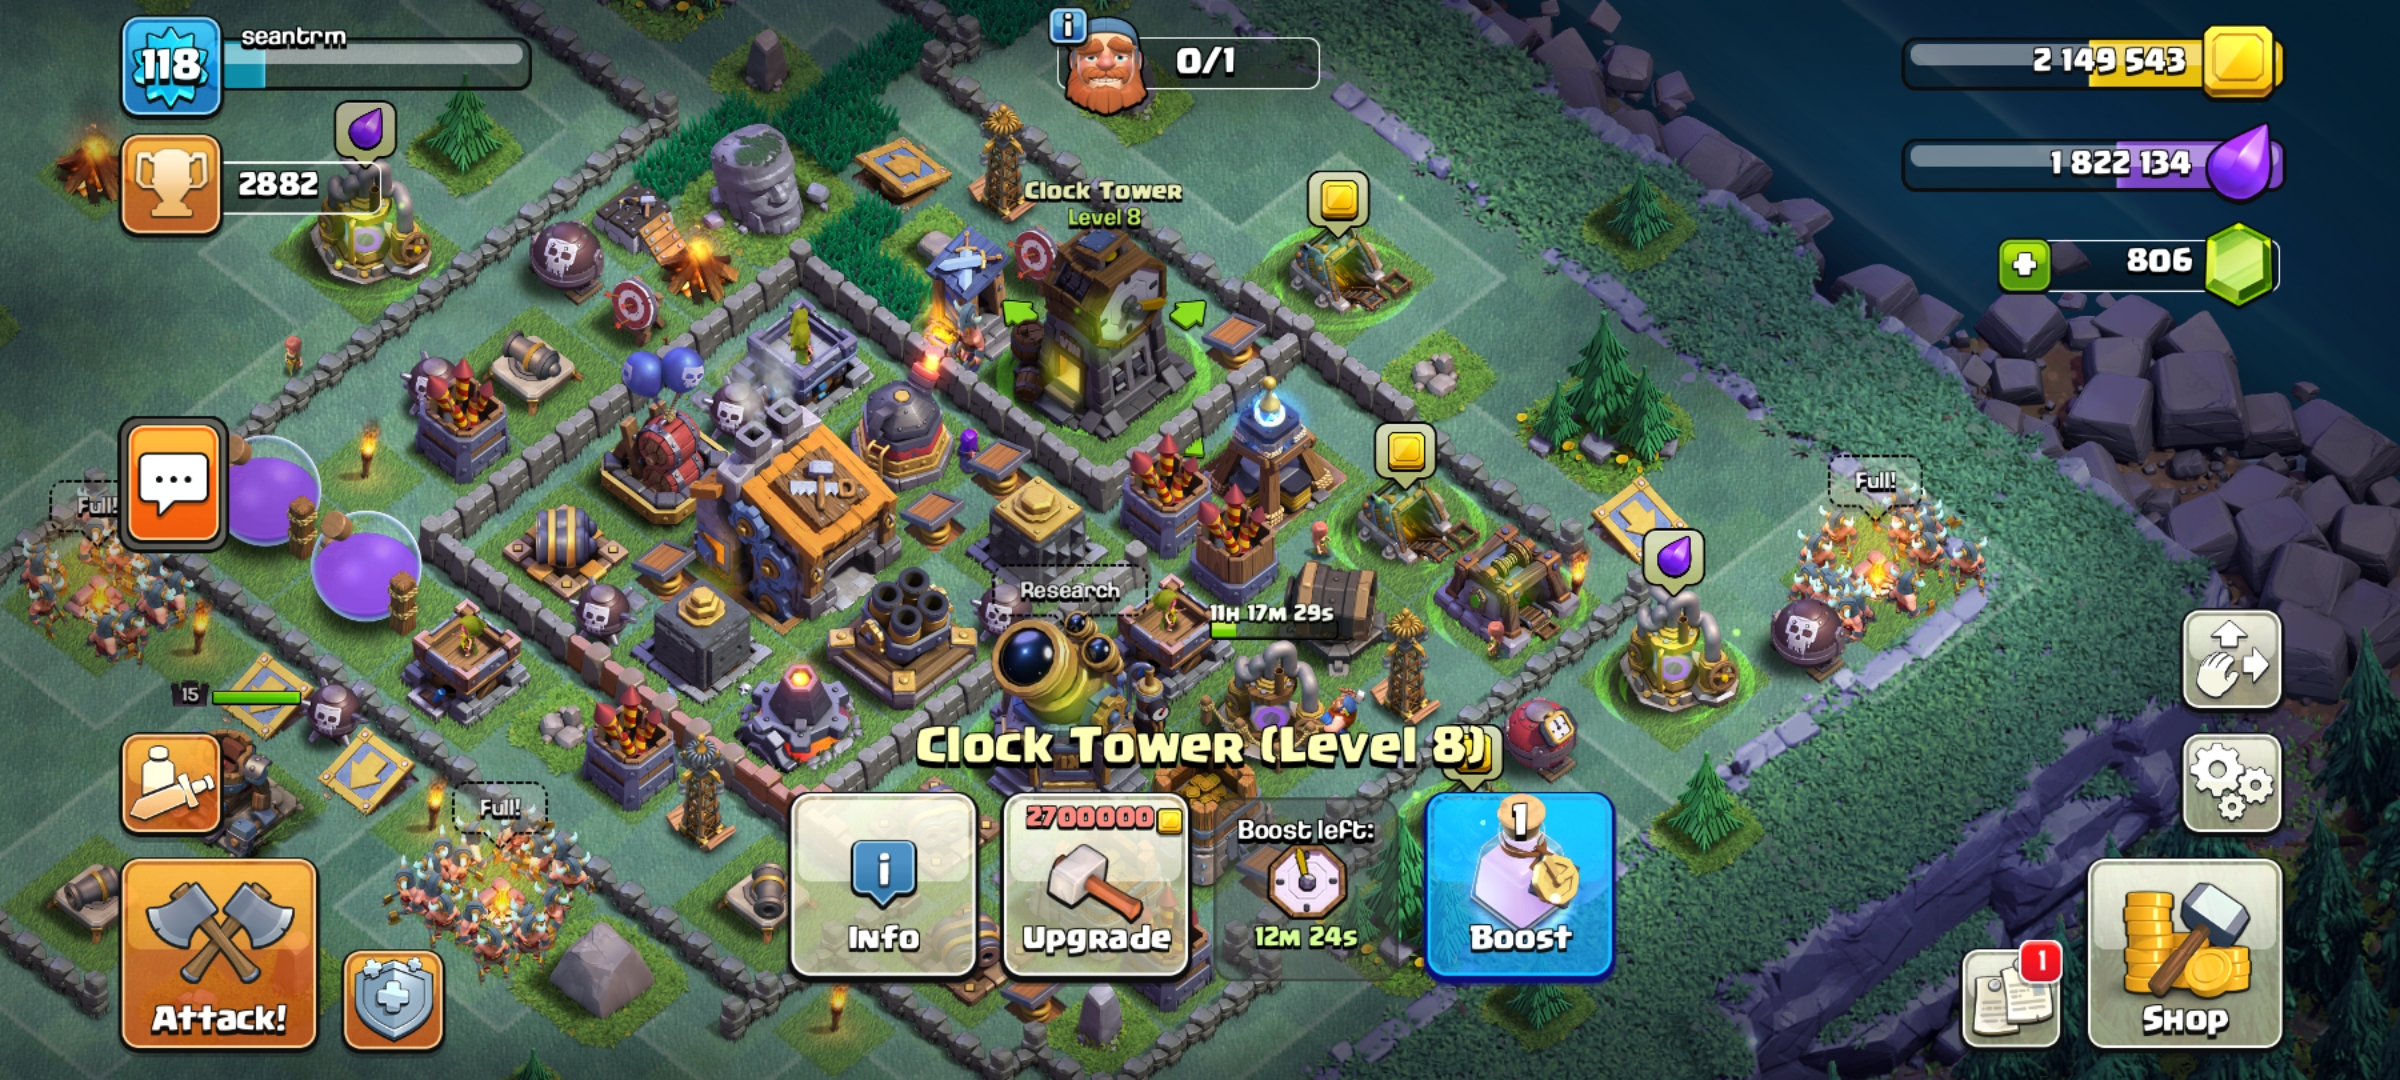 118
seantrm
0/1
2 149 543
2882
1 822 134
Clock Tower
Level 8
806
Full!
Full!
Research
11H 17M 29s
15
Clock Tower (Level 8)
Full!
2700000
Boost left:
1
Info
Upgrade
12M 24s
Boost
1
Attack!
Shop